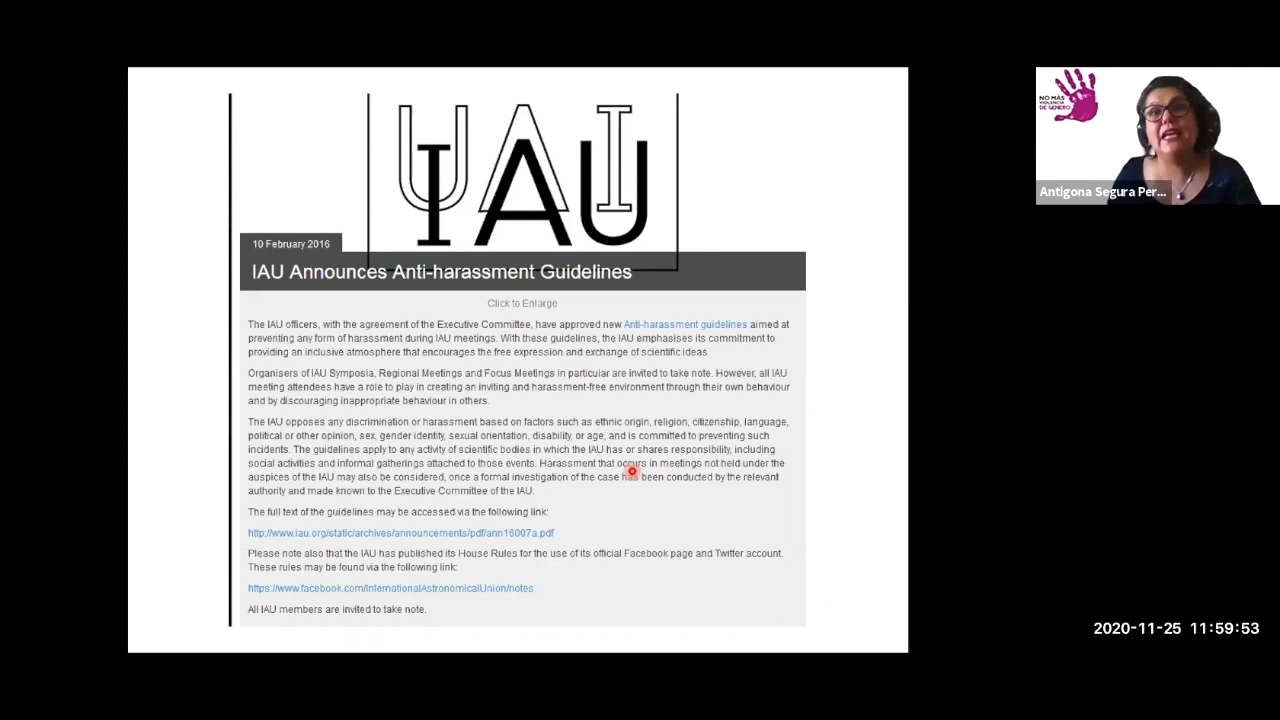 UAI
IAU
10 February 2016
IAU Announces Anti-harassment Guidelines
Click to Enlarge
The IAU officers, with the agreement of the Executive Committee, have approved new Anti-harassment guidelines aimed at
preventing any form of harassment during IAU meetings. With these guidelines, the IAU emphasises its commitment to
providing an inclusive atmosphere that encourages the free expression and exchange of scientific ideas.
Organisers of IAU Symposia, Regional Meetings and Focus Meetings in particular are invited to take note. However, all IAU
meeting attendees have a role to play in creating an inviting and harassment-free environment through their own behaviour
and by discouraging inappropriate behaviour in others.
The IAU opposes any discrimination or harassment based on factors such as ethnic origin, religion, citizenship, language,
political or other opinion, sex, gender identity, sexual orientation, disability, or age, and is committed to preventing such
incidents. The guidelines apply to any activity of scientific bodies in which the IAU has or shares responsibility, including
social activities and informal gatherings attached to those events. Harassment that occurs in meetings not held under the
auspices of the IAU may also be considered, once a formal investigation of the case has been conducted by the relevant
authority and made known to the Executive Committee of the IAU.
The full text of the guidelines may be accessed via the following link:
http://www.iau.org/static/archives/announcements/pdf/ann16007a.pdf
Please note also that the IAU has published its House Rules for the use of its official Facebook page and Twitter account.
These rules may be found via the following link:
https://www.facebook.com/InternationalAstronomicalUnion/notes
All IAU members are invited to take note.
NO MÁS
VIOLENCIA
DE GÉNERO
Antigona Segura Per...
2020-11-25 11:59:53